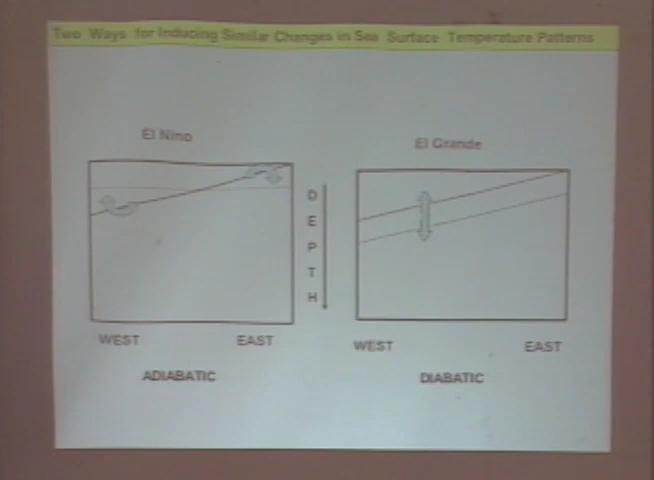 Two Ways for Inducing Similar Changes in Sea Surface Temperature Patterns
El Nino
El Grande
D
E
P
T
H
WEST EAST
WEST EAST
ADIABATIC
DIABATIC